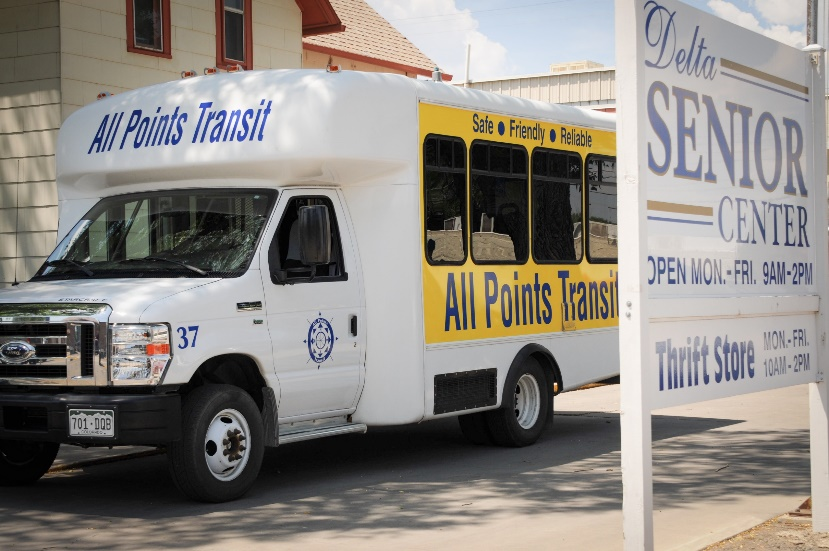 All Points Transit
Safe • Friendly • Reliable
All Points Transit
37
Ford
701-DQB
Delta
SENIOR
CENTER
OPEN MON.-FRI. 9AM-2PM
Thrift Store
MON.-FRI.
10AM-2PM